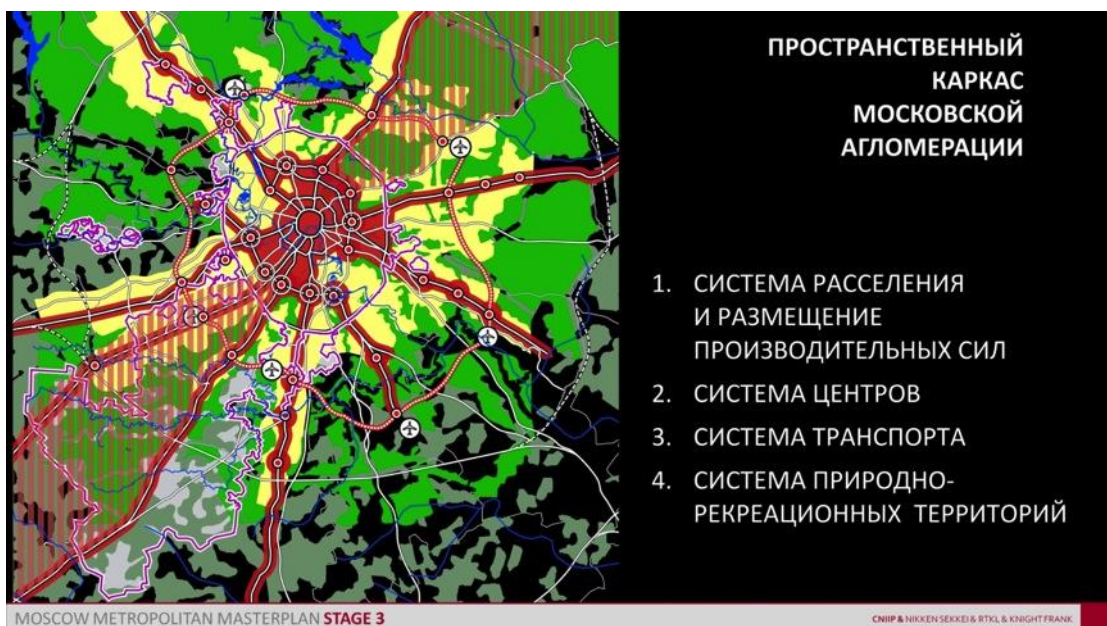 ПРОСТРАНСТВЕННЫЙ
КАРКАС
МОСКОВСКОЙ
АГЛОМЕРАЦИИ
1. СИСТЕМА РАССЕЛЕНИЯ
И РАЗМЕЩЕНИЕ
ПРОИЗВОДИТЕЛЬНЫХ СИЛ
2. СИСТЕМА ЦЕНТРОВ
3. СИСТЕМА ТРАНСПОРТА
4. СИСТЕМА ПРИРОДНО-
РЕКРЕАЦИОННЫХ ТЕРРИТОРИЙ
MOSCOW METROPOLITAN MASTERPLAN STAGE 3
CNIIP & NIKKEN SEKKEI & RTKL & KNIGHT FRANK